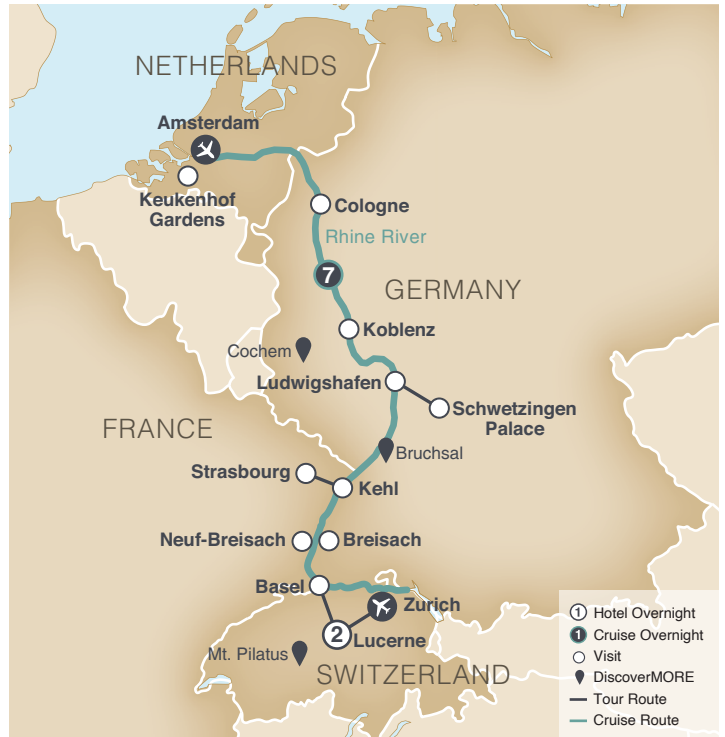 NETHERLANDS
Amsterdam
Keukenhof
Gardens
Cologne
Rhine River
7
GERMANY
Koblenz
Cochem
Ludwigshafen
Schwetzingen
Palace
FRANCE
Bruchsal
Strasbourg
Kehl
Neuf-Breisach
Breisach
Basel
Zurich
2
Lucerne
Mt. Pilatus
SWITZERLAND
1 Hotel Overnight
1 Cruise Overnight
Visit
DiscoverMORE
Tour Route
Cruise Route